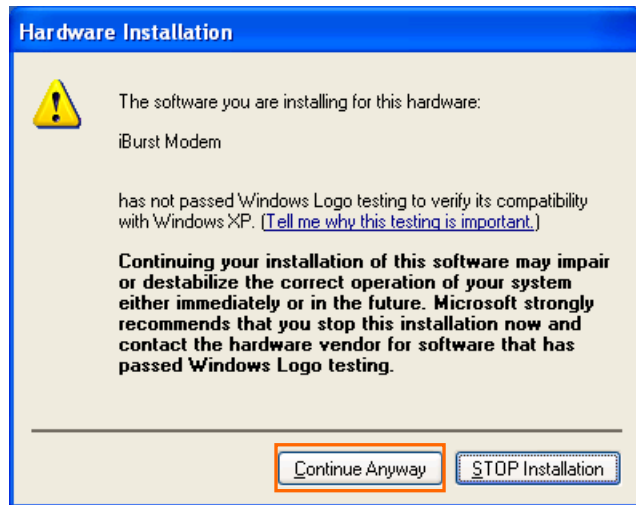 Hardware Installation
The software you are installing for this hardware:
iBurst Modem
has not passed Windows Logo testing to verify its compatibility
with Windows XP. (Tell me why this testing is important.)
Continuing your installation of this software may impair
or destabilize the correct operation of your system
either immediately or in the future. Microsoft strongly
recommends that you stop this installation now and
contact the hardware vendor for software that has
passed Windows Logo testing.
Continue Anyway STOP Installation